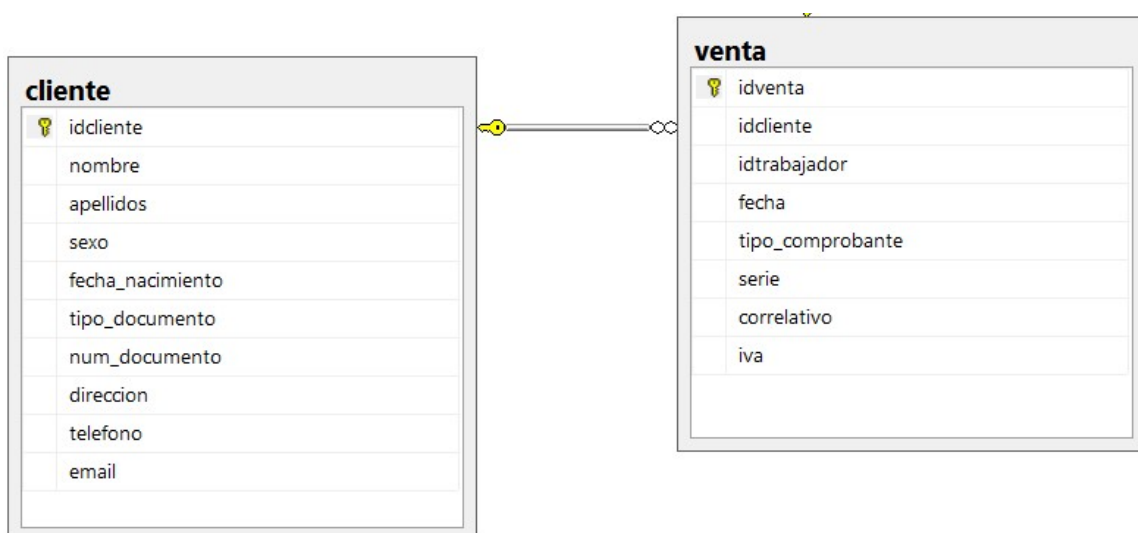 cliente
idcliente
nombre
apellidos
sexo
fecha_nacimiento
tipo_documento
num_documento
direccion
telefono
email
venta
idventa
idcliente
idtrabajador
fecha
tipo_comprobante
serie
correlativo
iva